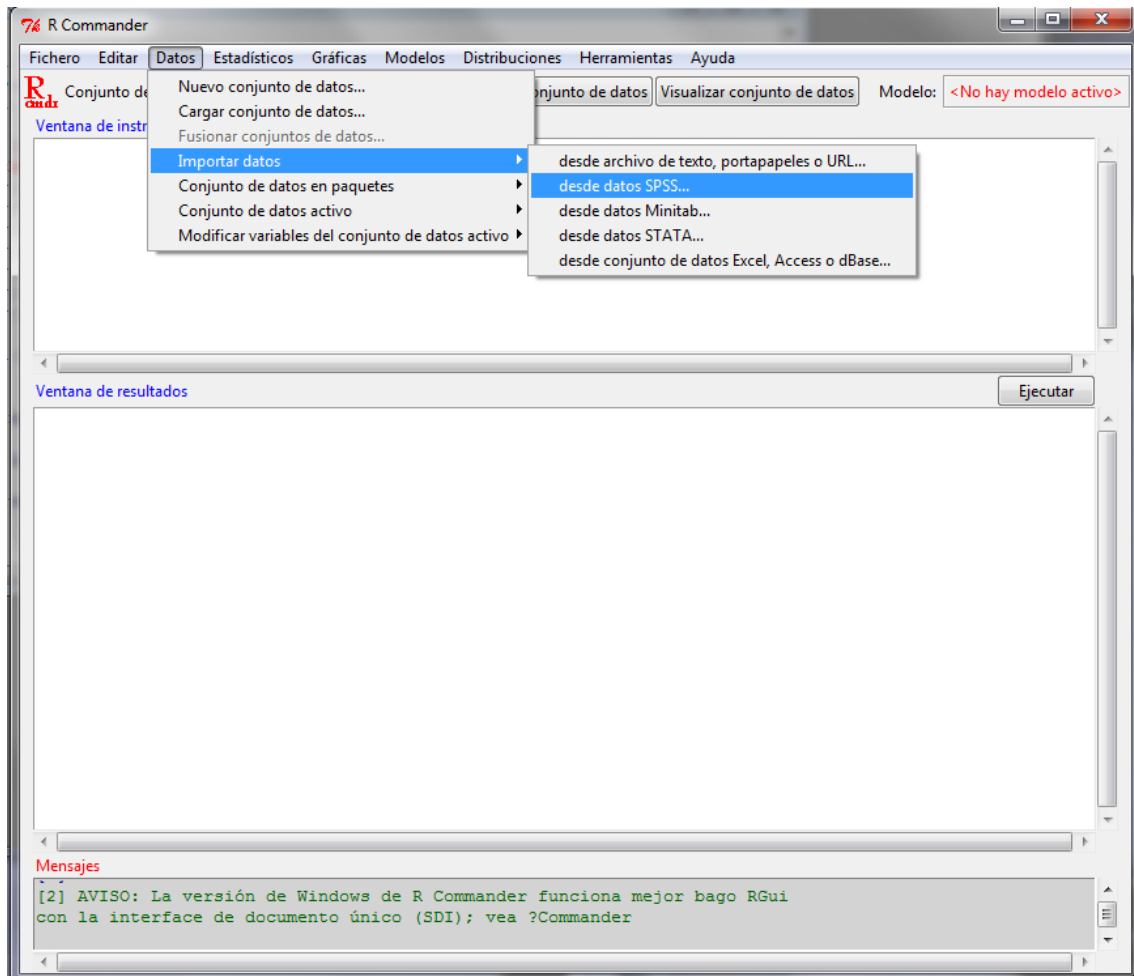 R Commander
Fichero Editar Datos Estadísticos Gráficas Modelos Distribuciones Herramientas Ayuda
R Conjunto de njunto de datos Visualizar conjunto de datos Modelo: <No hay modelo activo>
cmdr
Nuevo conjunto de datos...
Cargar conjunto de datos...
Ventana de instr
Fusionar conjuntos de datos...
Importar datos
Conjunto de datos en paquetes
Conjunto de datos activo
Modificar variables del conjunto de datos activo
desde archivo de texto, portapapeles o URL...
desde datos SPSS...
desde datos Minitab...
desde datos STATA...
desde conjunto de datos Excel, Access o dBase...
Ventana de resultados
Ejecutar
Mensajes
[2] AVISO: La versión de Windows de R Commander funciona mejor bago RGui
con la interface de documento único (SDI); vea ?Commander